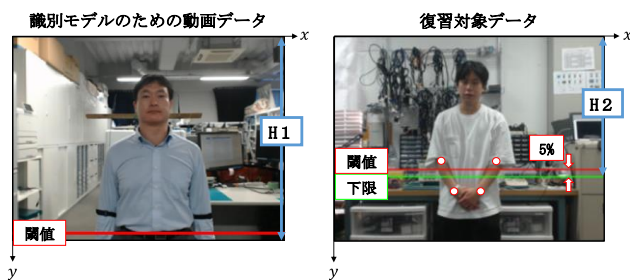 識別モデルのための動画データ
復習対象データ
x
x
H1
H2
5%
閾値
下限
閾値
y
y